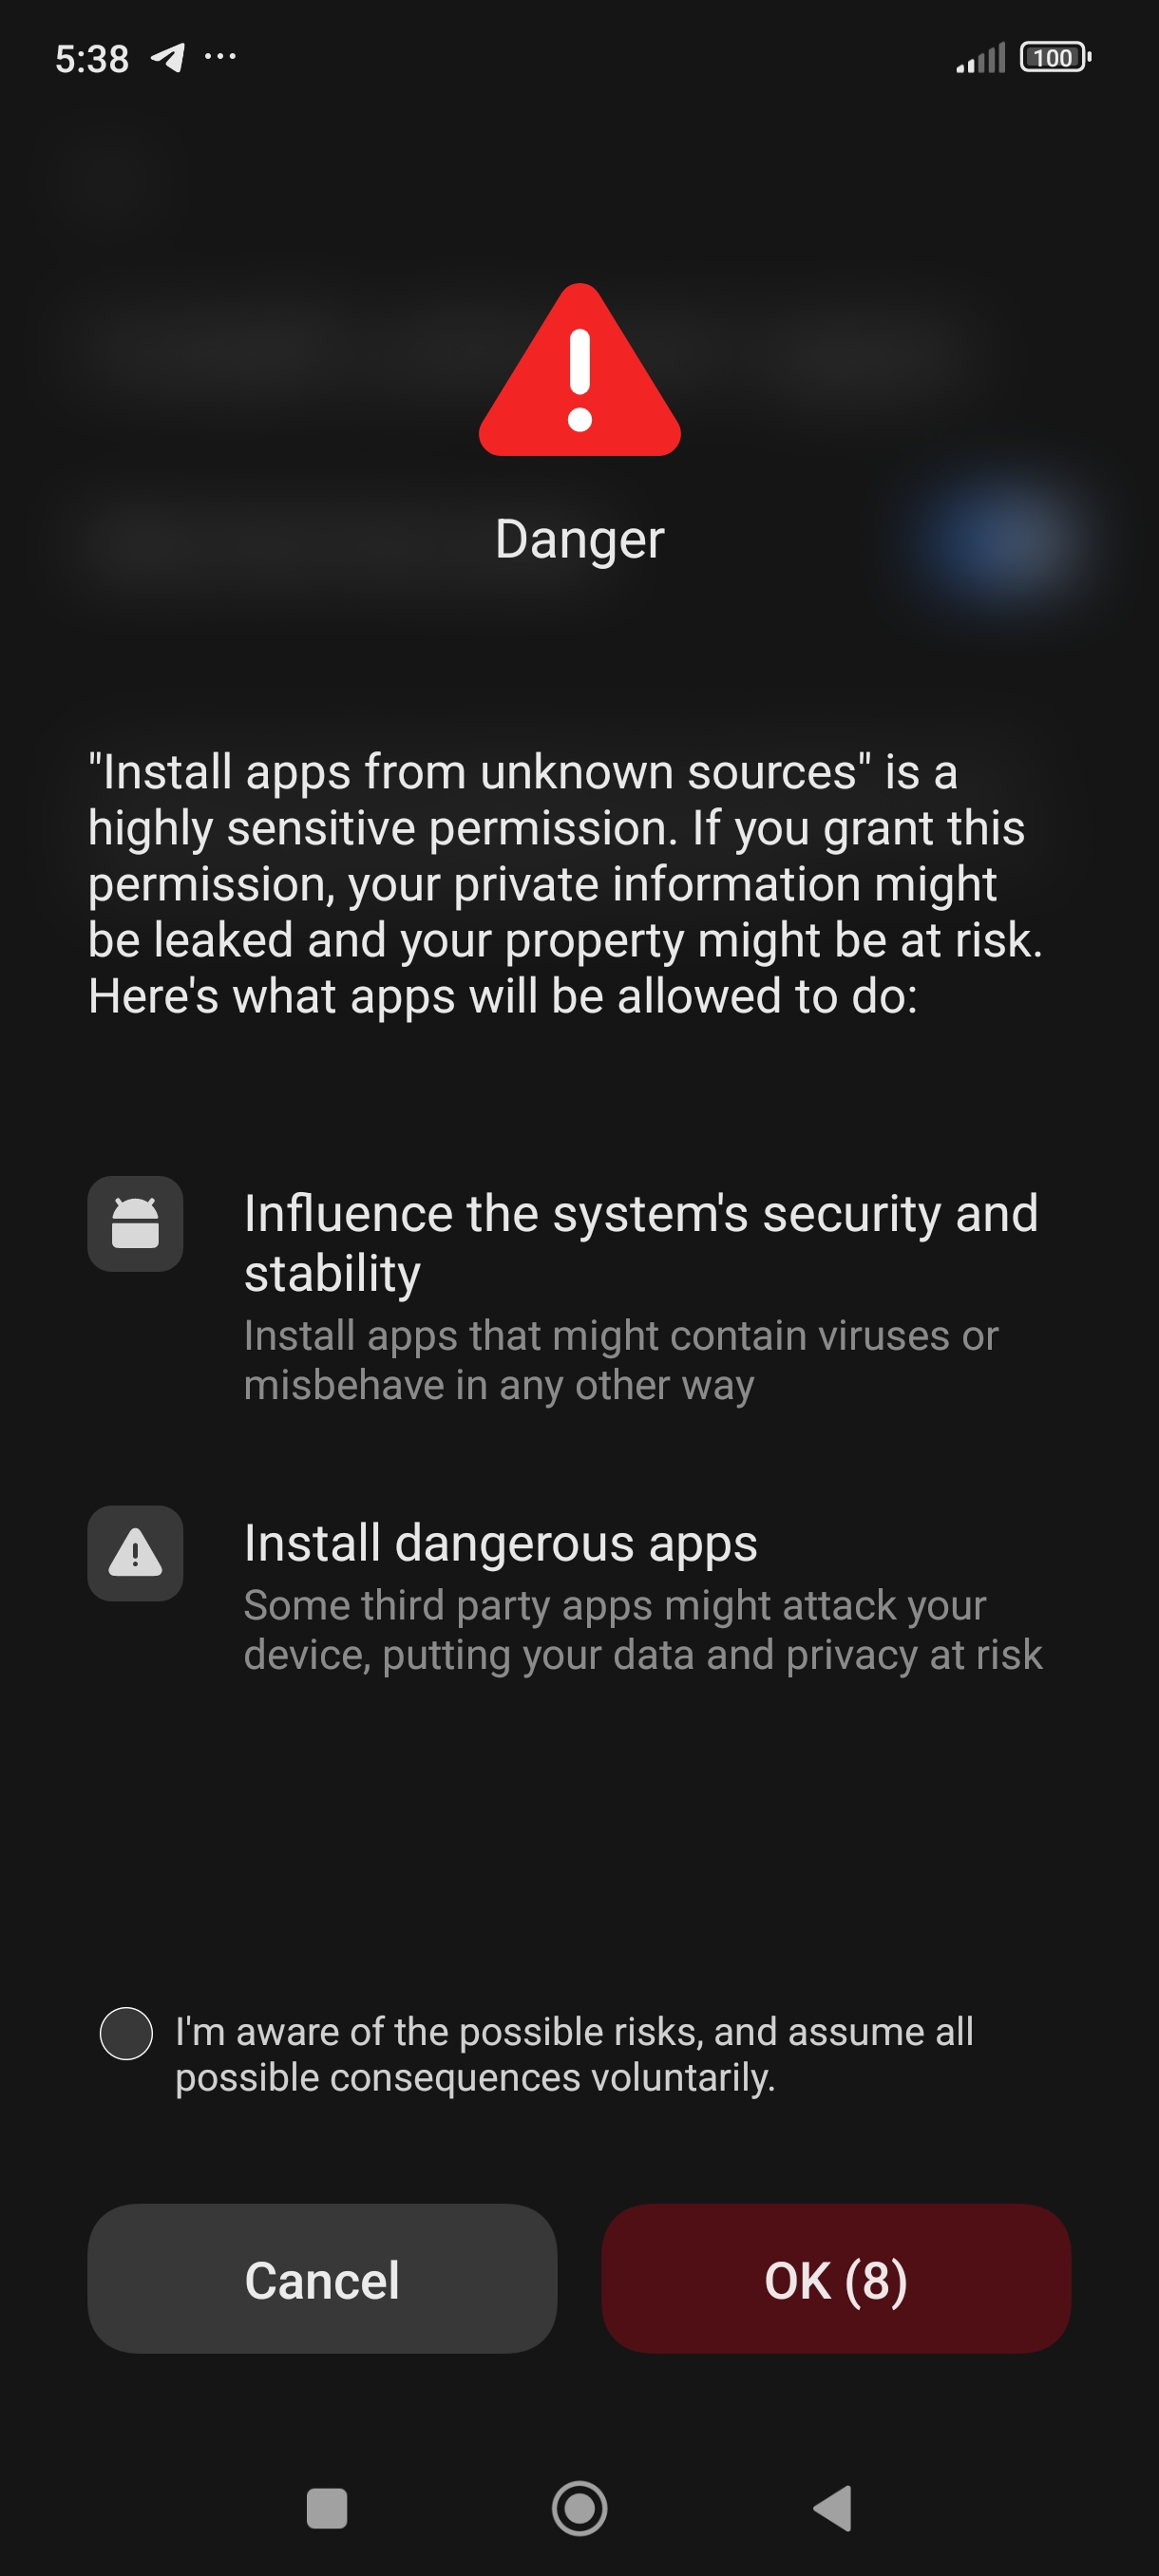 5:38 ...
100
Danger
"Install apps from unknown sources" is a
highly sensitive permission. If you grant this
permission, your private information might
be leaked and your property might be at risk.
Here's what apps will be allowed to do:
Influence the system's security and
stability
Install apps that might contain viruses or
misbehave in any other way
Install dangerous apps
Some third party apps might attack your
device, putting your data and privacy at risk
I'm aware of the possible risks, and assume all
possible consequences voluntarily.
Cancel
OK (8)